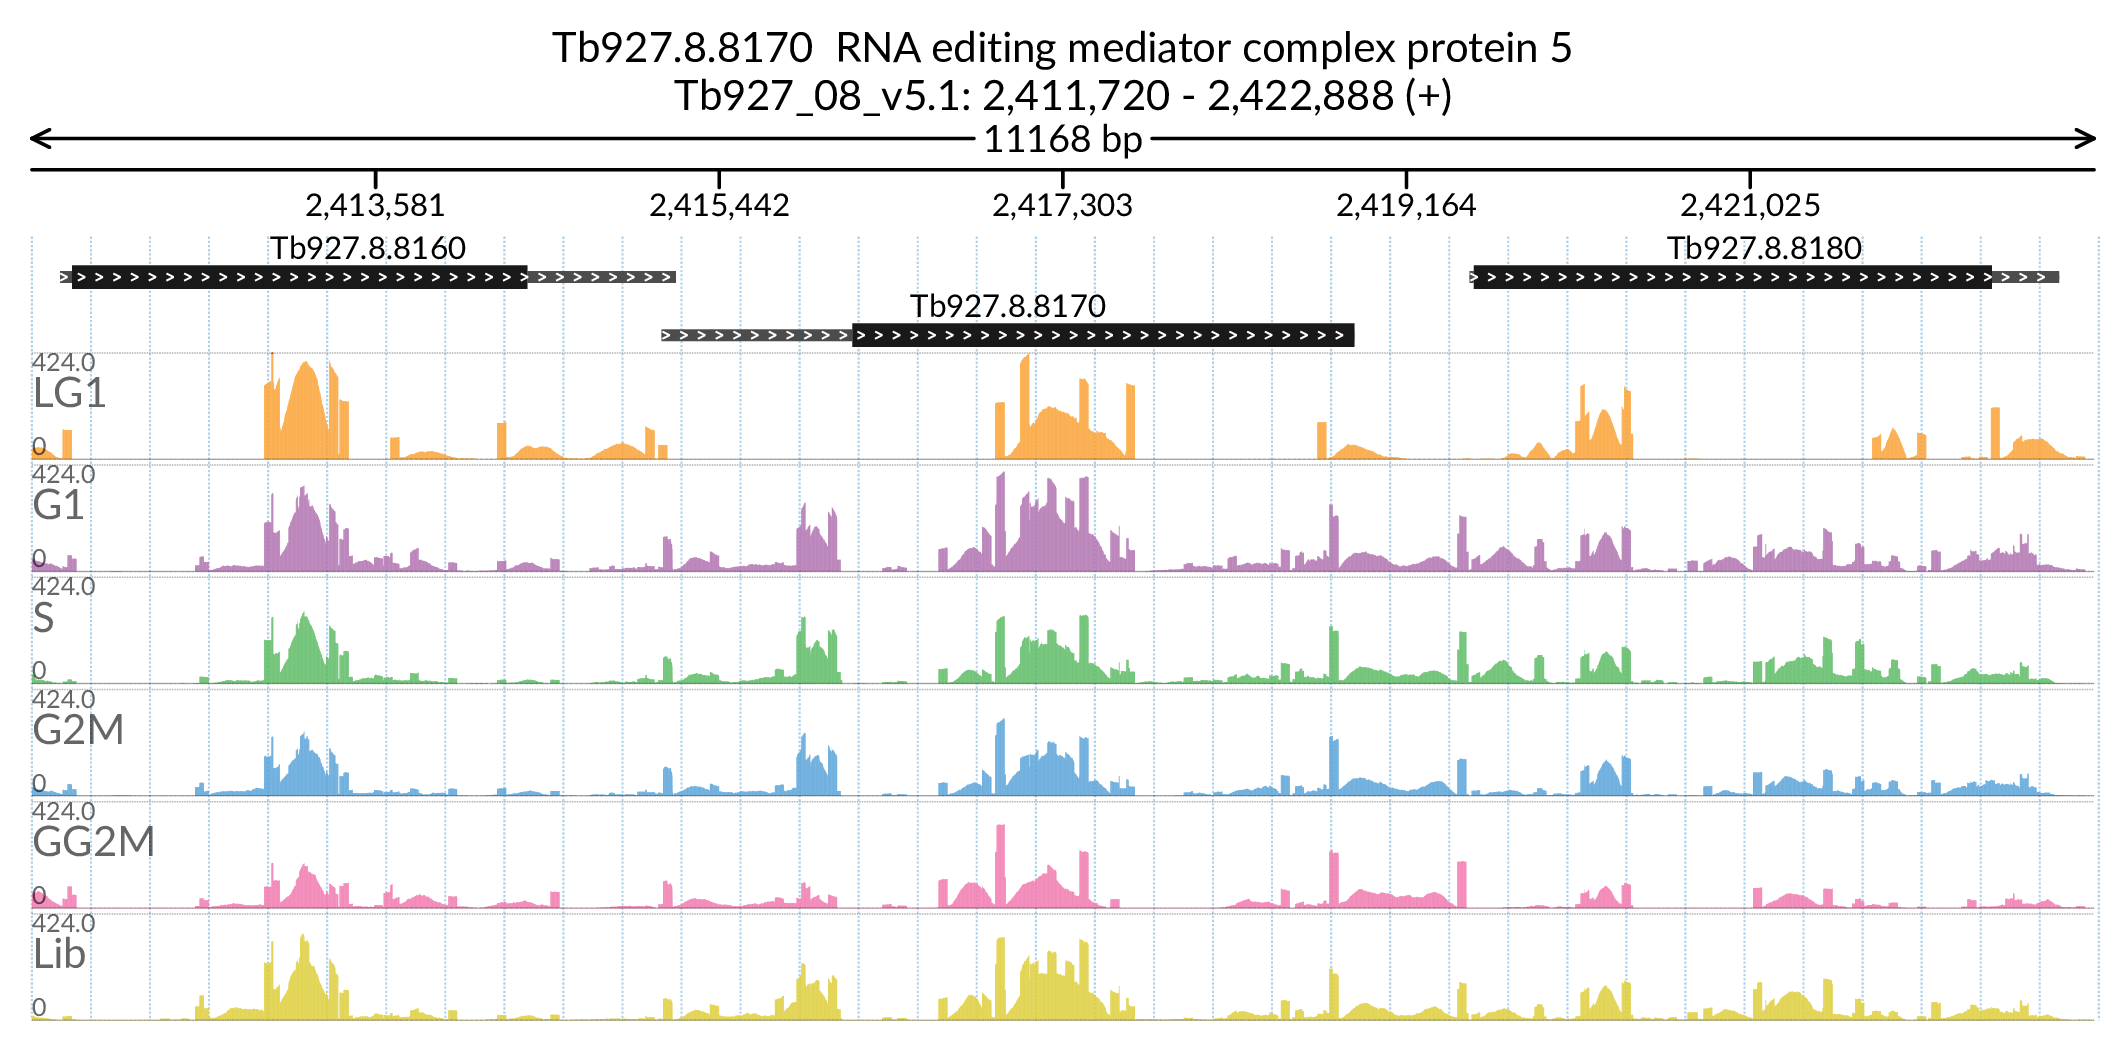 Tb927.8.8170  RNA editing mediator complex protein 5
Tb927_08_v5.1: 2,411,720 - 2,422,888 (+)
11168 bp
2,413,581 2,415,442 2,417,303 2,419,164 2,421,025
Tb927.8.8160 Tb927.8.8180
Tb927.8.8170
424.0
LG1
0
424.0
G1
0
424.0
S
0
424.0
G2M
0
424.0
GG2M
0
424.0
Lib
0